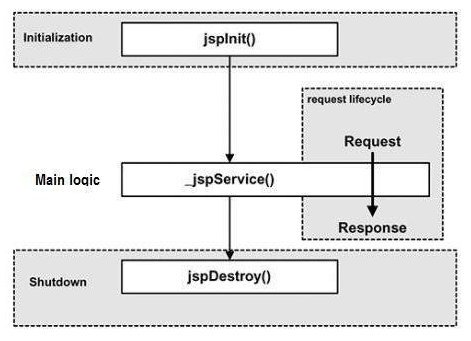 Initialization
jspInit()
request lifecycle
Request
Main logic
_jspService()
Response
Shutdown
jspDestroy()